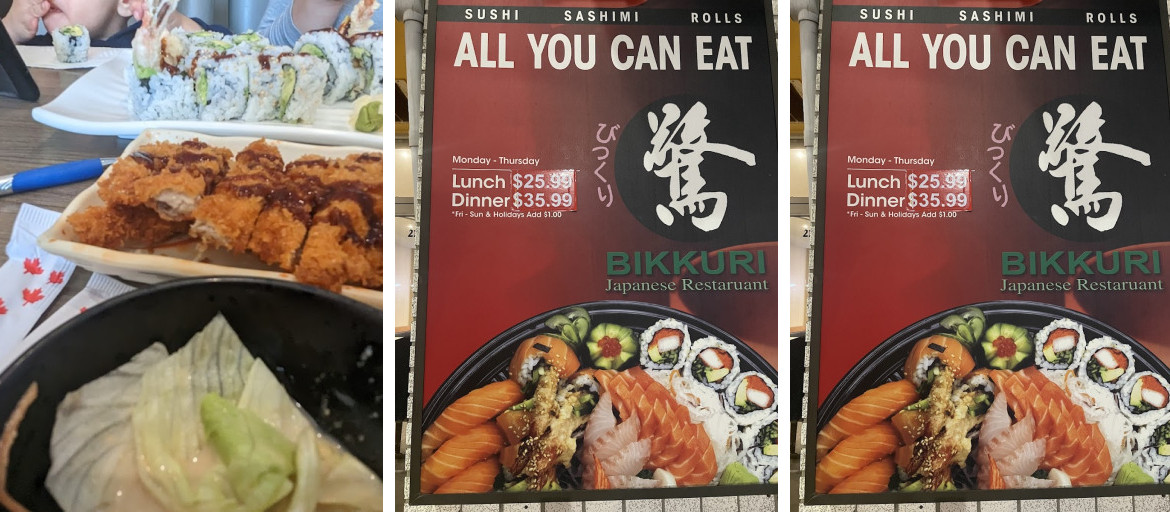 SUSHI SASHIMI ROLLS
ALL YOU CAN EAT
驚
びっくり
Monday - Thursday
Lunch $25.99
Dinner $35.99
*Fri - Sun & Holidays Add $1.00
BIKKURI
Japanese Restaruant
SUSHI SASHIMI ROLLS
ALL YOU CAN EAT
驚
びっくり
Monday - Thursday
Lunch $25.99
Dinner $35.99
*Fri - Sun & Holidays Add $1.00
BIKKURI
Japanese Restaruant